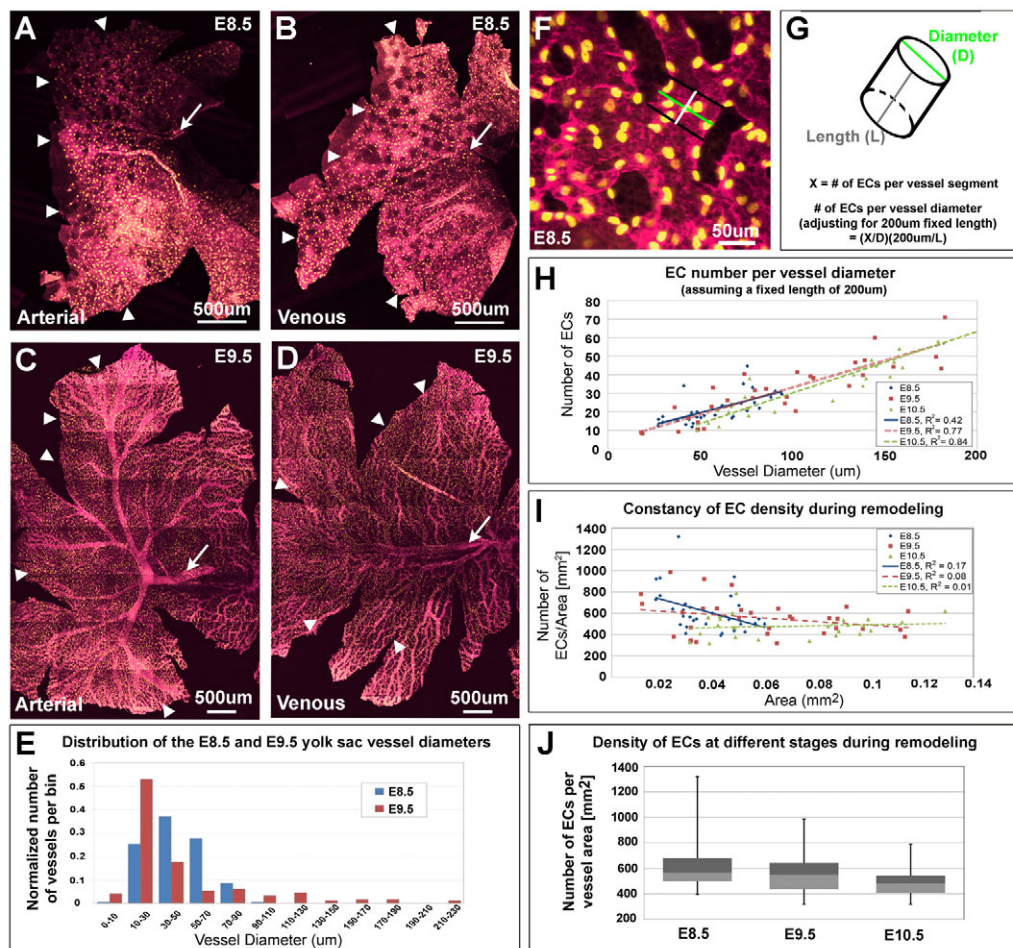 A
E8.5
Arterial
500um
B
E8.5
Venous
500um
C
E9.5
Arterial
500um
D
E9.5
Venous
500um
E
Distribution of the E8.5 and E9.5 yolk sac vessel diameters
Normalized number
of vessels per bin
0.6
0.5
0.4
0.3
0.2
0.1
0
E8.5
E9.5
0-10
10-30
30-50
50-70
70-90
90-110
110-130
130-150
150-170
170-190
190-210
210-230
Vessel Diameter (um)
F
E8.5
50um
G
Diameter
(D)
Length (L)
X = # of ECs per vessel segment
# of ECs per vessel diameter
(adjusting for 200um fixed length)
= (X/D)(200um/L)
H
EC number per vessel diameter
(assuming a fixed length of 200um)
Number of ECs
80
70
60
50
40
30
20
10
0
E8.5
E9.5
E10.5
E8.5, R² = 0.42
E9.5, R² = 0.77
E10.5, R² = 0.84
0
50
100
150
200
Vessel Diameter (um)
I
Constancy of EC density during remodeling
Number of
ECs/Area [mm²]
1400
1200
1000
800
600
400
200
0
E8.5
E9.5
E10.5
E8.5, R² = 0.17
E9.5, R² = 0.08
E10.5, R² = 0.01
0.02
0.04
0.06
0.08
0.1
0.12
0.14
Area (mm²)
J
Density of ECs at different stages during remodeling
Number of ECs per
vessel area [mm2]
1400
1200
1000
800
600
400
200
E8.5
E9.5
E10.5